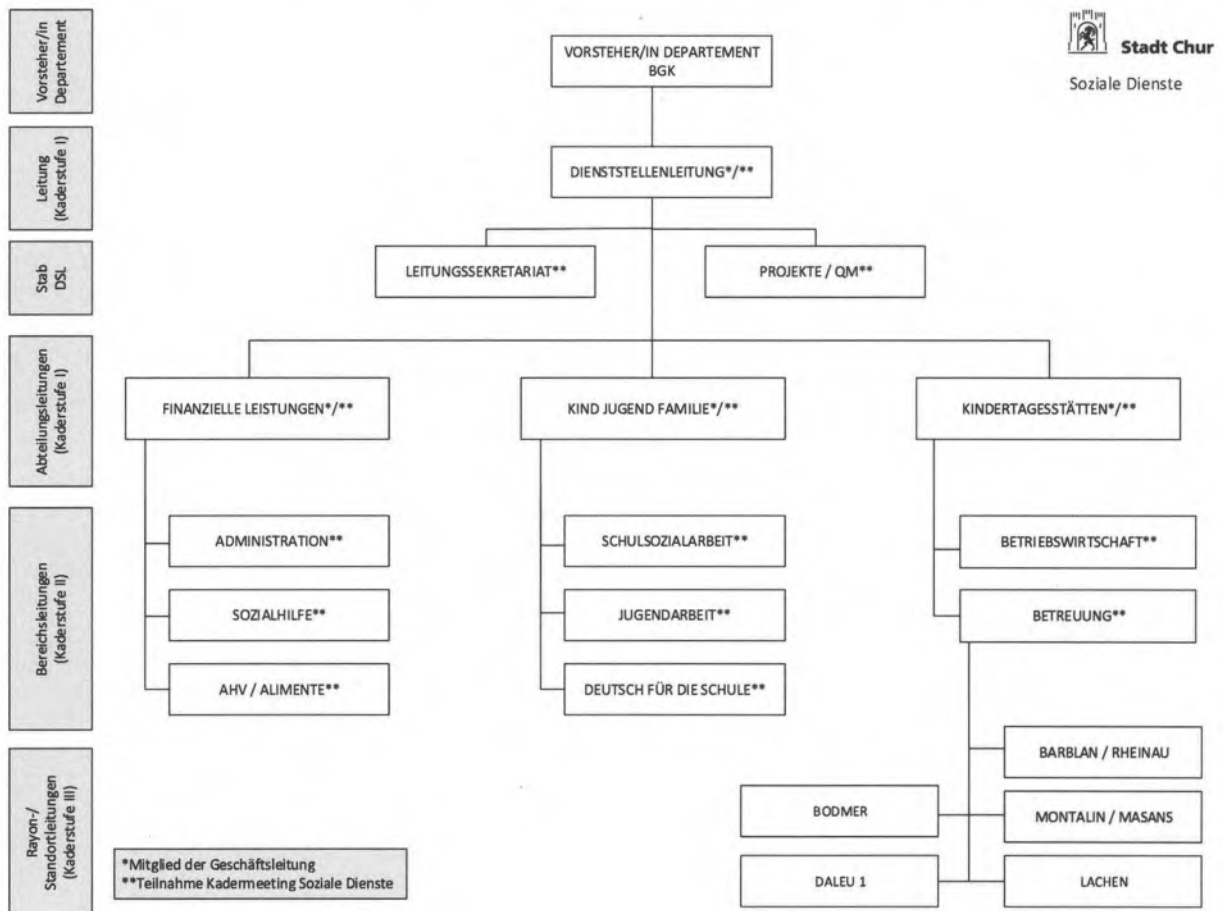 Vorsteher/in
Departement
VORSTEHER/IN DEPARTEMENT
BGK
Stadt Chur
Soziale Dienste
Leitung
(Kaderstufe I)
DIENSTSTELLENLEITUNG*/**
Stab
DSL
LEITUNGSSEKRETARIAT**
PROJEKTE / QM**
Abteilungsleitungen
(Kaderstufe I)
FINANZIELLE LEISTUNGEN*/**
KIND JUGEND FAMILIE*/**
KINDERTAGESSTÄTTEN*/**
Bereichsleitungen
(Kaderstufe II)
ADMINISTRATION**
SOZIALHILFE**
AHV / ALIMENTE**
SCHULSOZIALARBEIT**
JUGENDARBEIT**
DEUTSCH FÜR DIE SCHULE**
BETRIEBSWIRTSCHAFT**
BETREUUNG**
Rayon-/
Standortleitungen
(Kaderstufe III)
BARBLAN / RHEINAU
BODMER
MONTALIN / MASANS
DALEU 1
LACHEN
*Mitglied der Geschäftsleitung
**Teilnahme Kadermeeting Soziale Dienste